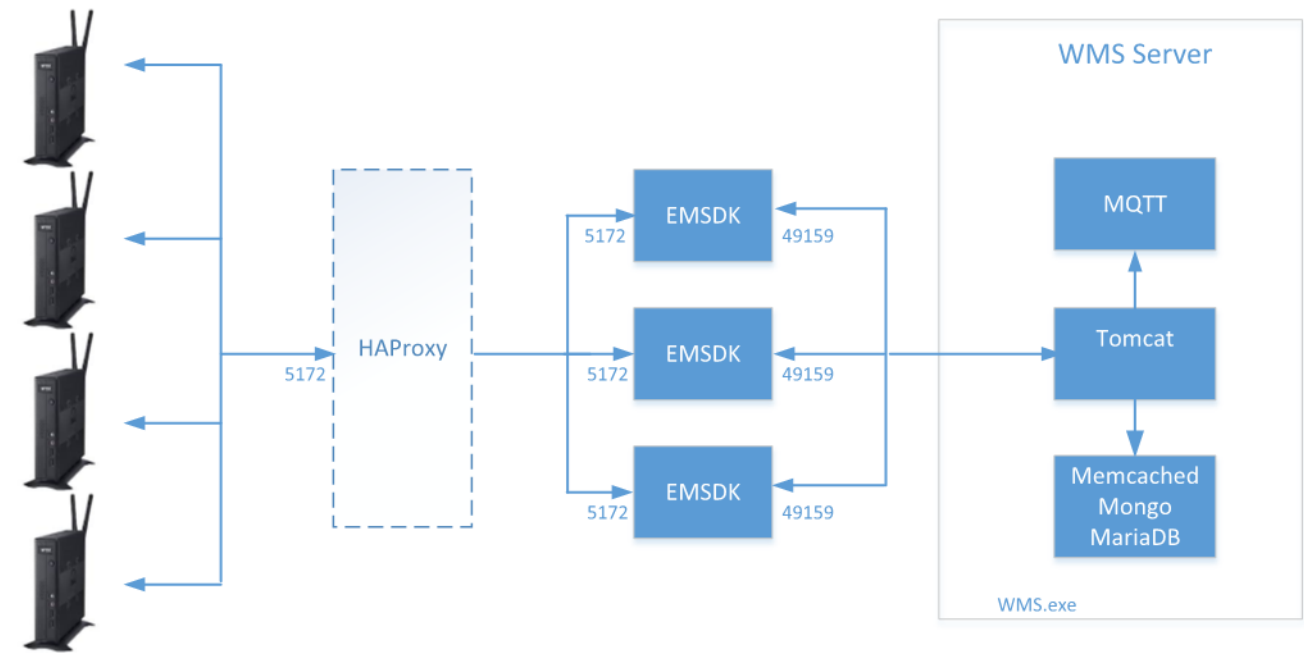 WMS Server
EMSDK
MQTT
5172
49159
HAProxy
5172
EMSDK
5172
49159
Tomcat
EMSDK
5172
49159
Memcached
Mongo
MariaDB
WMS.exe